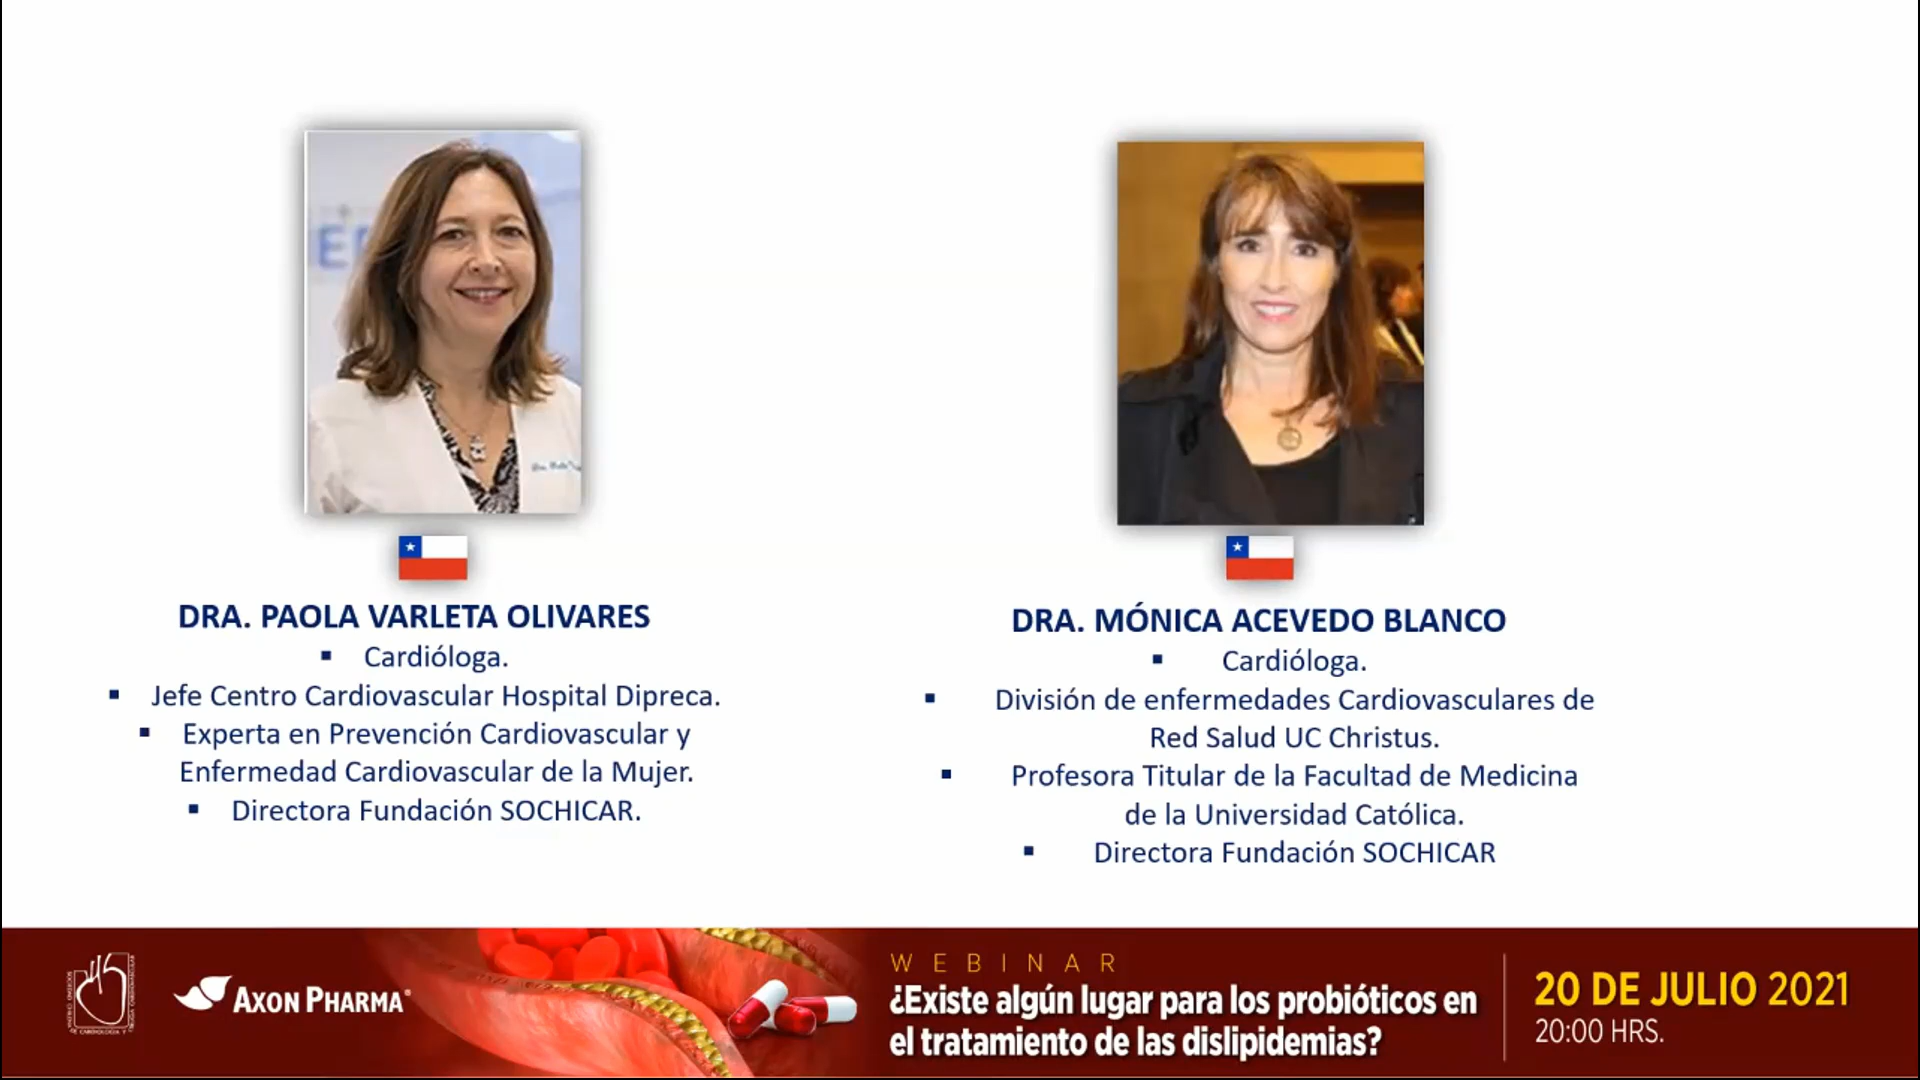 DRA. PAOLA VARLETA OLIVARES
▪ Cardióloga.
▪ Jefe Centro Cardiovascular Hospital Dipreca.
▪ Experta en Prevención Cardiovascular y
Enfermedad Cardiovascular de la Mujer.
▪ Directora Fundación SOCHICAR.
DRA. MÓNICA ACEVEDO BLANCO
▪ Cardióloga.
▪ División de enfermedades Cardiovasculares de
Red Salud UC Christus.
▪ Profesora Titular de la Facultad de Medicina
de la Universidad Católica.
▪ Directora Fundación SOCHICAR
AXON PHARMA®
WEBINAR
¿Existe algún lugar para los probióticos en
el tratamiento de las dislipidemias?
20 DE JULIO 2021
20:00 HRS.